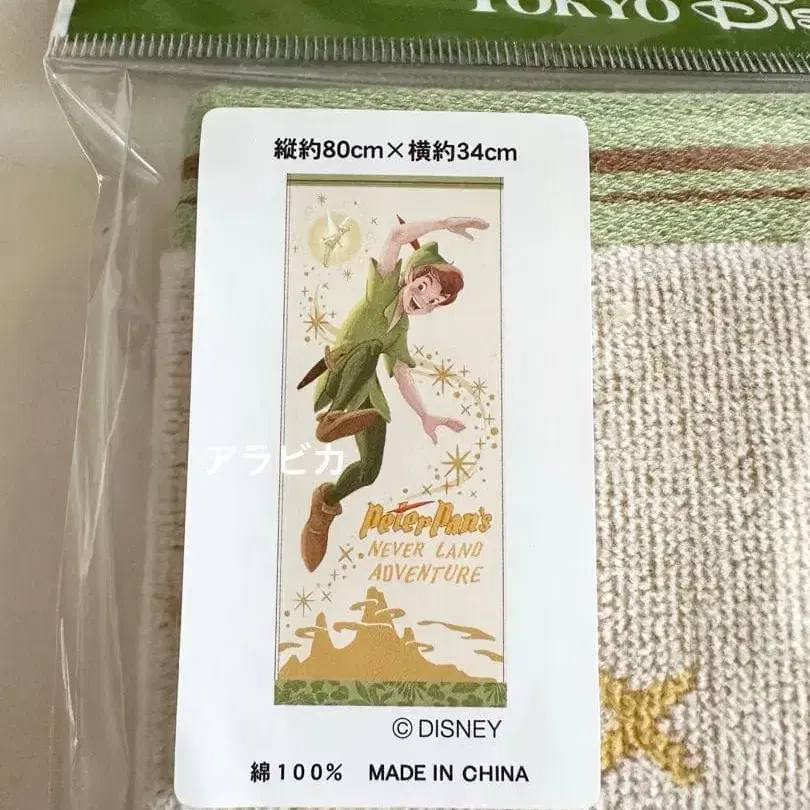 TOKYO Dis
縦約80cm×横約34cm
アラビカ
Peter Pan's
NEVER LAND
ADVENTURE
© DISNEY
綿100% MADE IN CHINA